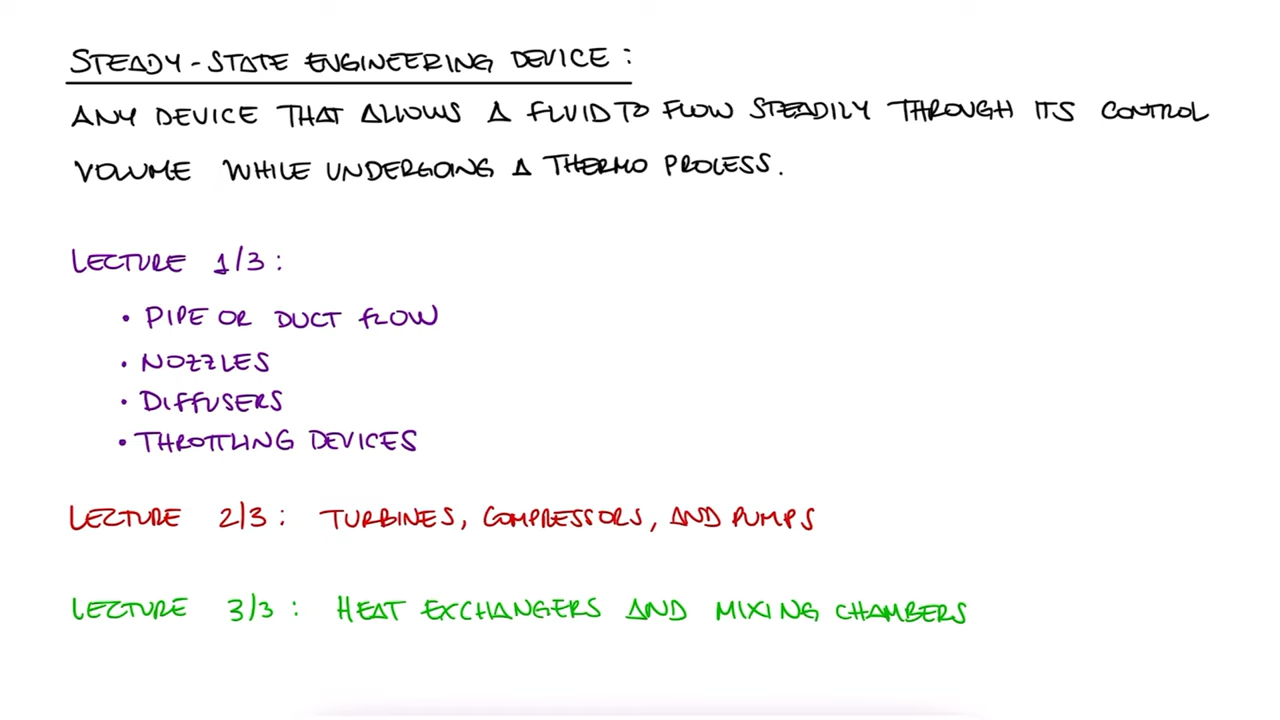 STEADY-STATE ENGINEERING DEVICE:
ANY DEVICE THAT ALLOWS A FLUID TO FLOW STEADILY THROUGH ITS CONTROL
VOLUME WHILE UNDERGOING A THERMO PROCESS.
LECTURE 1/3:
• PIPE OR DUCT FLOW
• NOZZLES
• DIFFUSERS
• THROTTLING DEVICES
LECTURE 2/3: TURBINES, COMPRESSORS, AND PUMPS
LECTURE 3/3: HEAT EXCHANGERS AND MIXING CHAMBERS